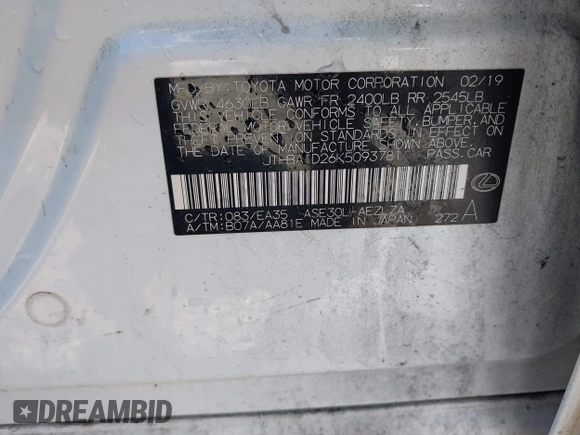 MFD. BY: TOYOTA MOTOR CORPORATION 02/19
GVWR 4630LB GAWR FR 2400LB RR 2545LB
THIS VEHICLE CONFORMS TO ALL APPLICABLE
FEDERAL MOTOR VEHICLE SAFETY, BUMPER, AND
THEFT PREVENTION STANDARDS IN EFFECT ON
THE DATE OF MANUFACTURE SHOWN ABOVE.
JTHBA1D26K5093781 PASS.CAR
C/TR: 083/EA35 ASE30L-AEZLZA
A/TM: B07A/AA81E MADE IN JAPAN 272 A
DREAMBID